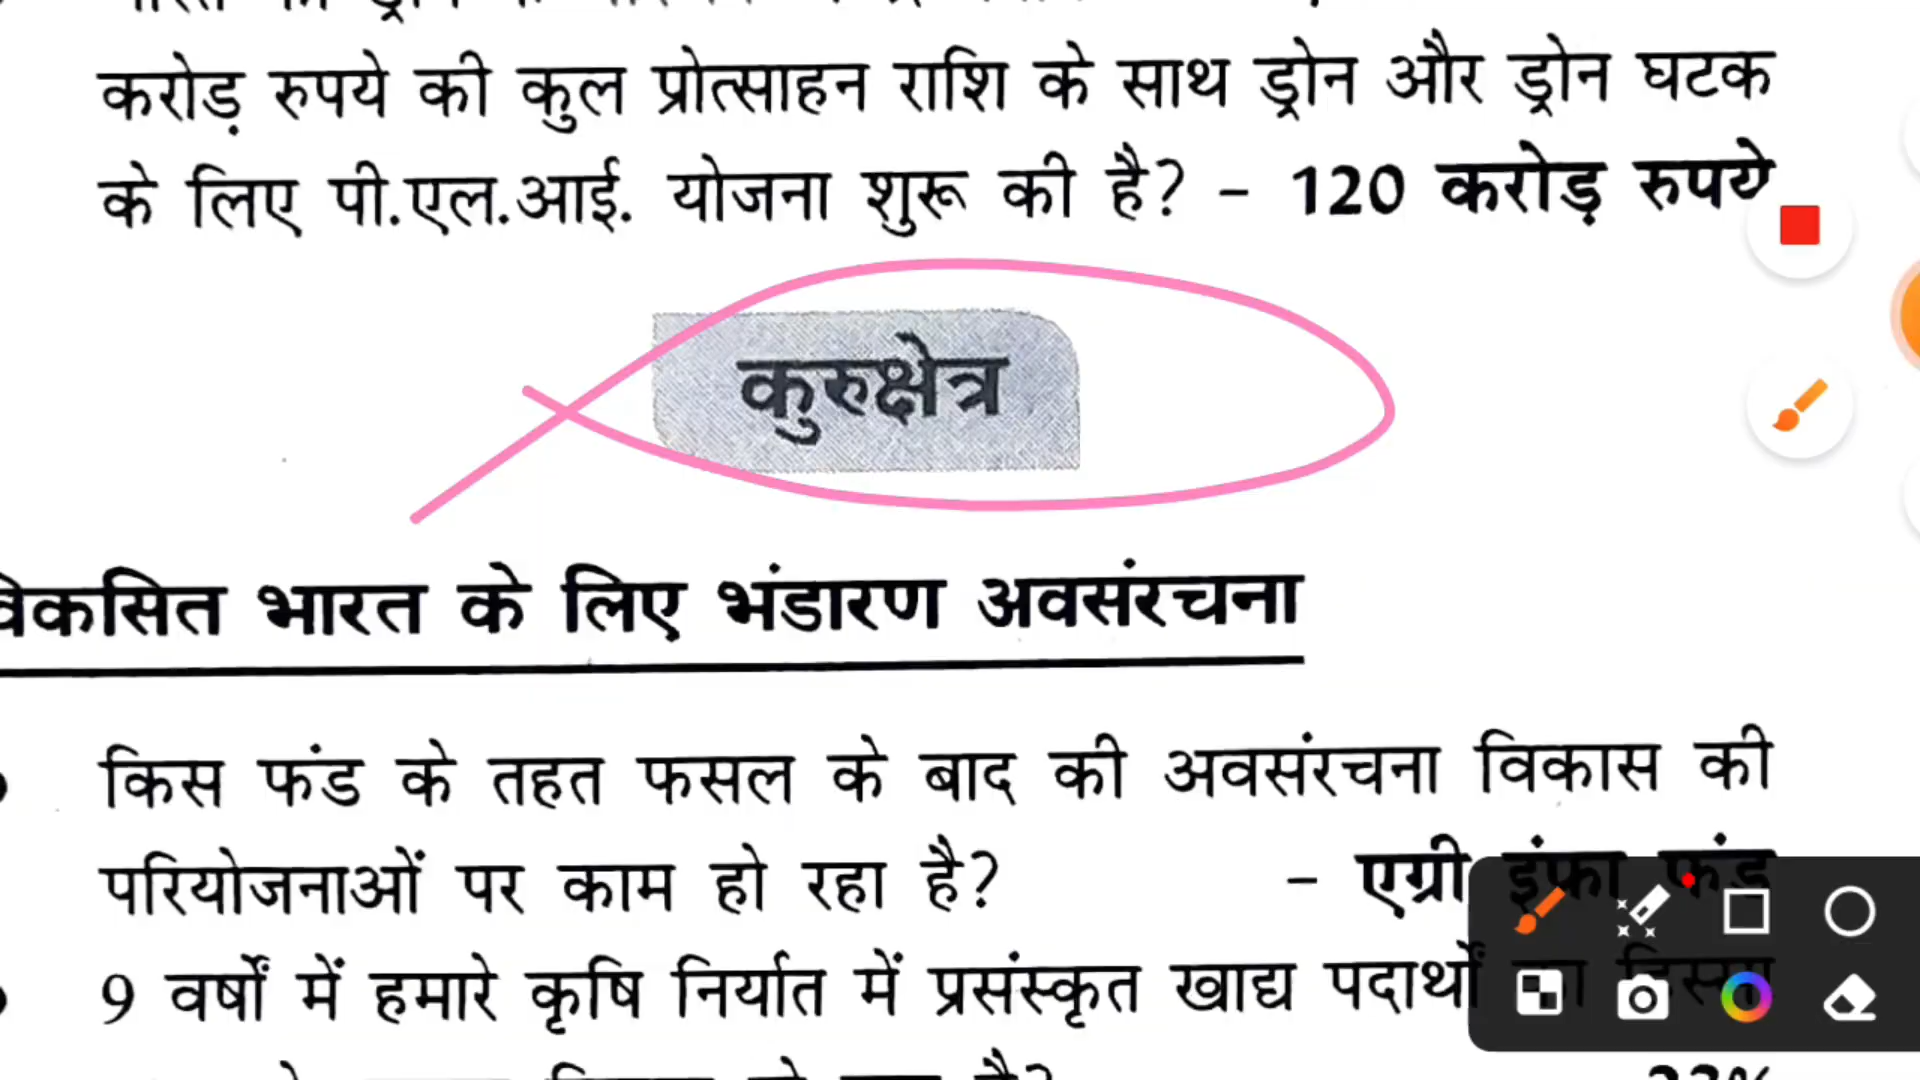 करोड़ रुपये की कुल प्रोत्साहन राशि के साथ ड्रोन और ड्रोन घटक
के लिए पी.एल.आई. योजना शुरू की है? – 120 करोड़ रुपये
कुरुक्षेत्र
विकसित भारत के लिए भंडारण अवसंरचना
किस फंड के तहत फसल के बाद की अवसंरचना विकास की
परियोजनाओं पर काम हो रहा है? – एग्री इंफ्रा फंड
9 वर्षों में हमारे कृषि निर्यात में प्रसंस्कृत खाद्य पदार्थों का हिस्सा